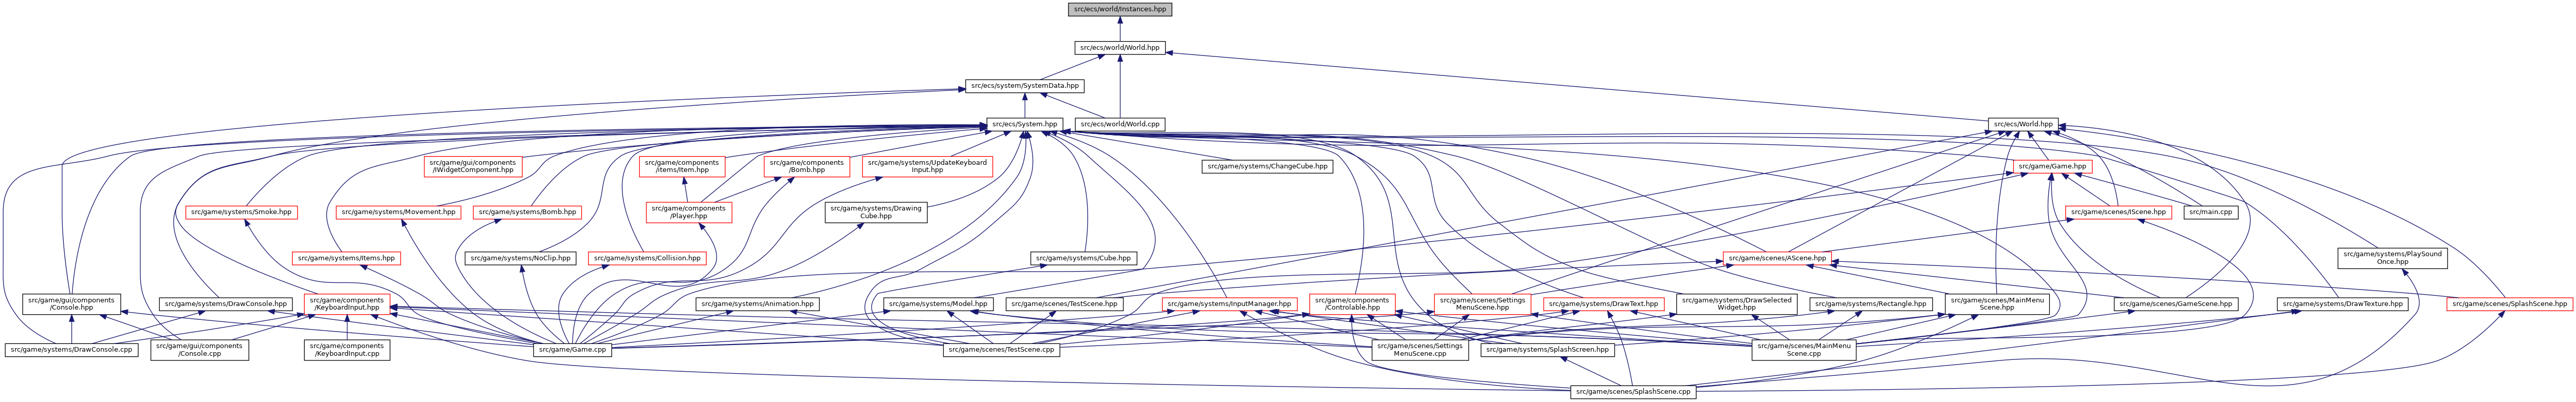 src/ecs/world/Instances.hpp
src/ecs/world/World.hpp
src/ecs/system/SystemData.hpp
src/ecs/System.hpp
src/ecs/world/World.cpp
src/ecs/World.hpp
src/game/gui/components
/IWidgetComponent.hpp
src/game/components
/items/Item.hpp
src/game/components
/Bomb.hpp
src/game/systems/UpdateKeyboard
Input.hpp
src/game/systems/ChangeCube.hpp
src/game/Game.hpp
src/game/systems/Smoke.hpp
src/game/systems/Movement.hpp
src/game/systems/Bomb.hpp
src/game/components
/Player.hpp
src/game/systems/Drawing
Cube.hpp
src/game/scenes/IScene.hpp
src/main.cpp
src/game/systems/Items.hpp
src/game/systems/NoClip.hpp
src/game/systems/Collision.hpp
src/game/systems/Cube.hpp
src/game/scenes/AScene.hpp
src/game/systems/PlaySound
Once.hpp
src/game/gui/components
/Console.hpp
src/game/systems/DrawConsole.hpp
src/game/components
/KeyboardInput.hpp
src/game/systems/Animation.hpp
src/game/systems/Model.hpp
src/game/scenes/TestScene.hpp
src/game/systems/InputManager.hpp
src/game/components
/Controlable.hpp
src/game/scenes/Settings
MenuScene.hpp
src/game/systems/DrawText.hpp
src/game/systems/DrawSelected
Widget.hpp
src/game/systems/Rectangle.hpp
src/game/scenes/MainMenu
Scene.hpp
src/game/scenes/GameScene.hpp
src/game/systems/DrawTexture.hpp
src/game/scenes/SplashScene.hpp
src/game/systems/DrawConsole.cpp
src/game/gui/components
/Console.cpp
src/game/components
/KeyboardInput.cpp
src/game/Game.cpp
src/game/scenes/TestScene.cpp
src/game/scenes/Settings
MenuScene.cpp
src/game/systems/SplashScreen.hpp
src/game/scenes/MainMenu
Scene.cpp
src/game/scenes/SplashScene.cpp